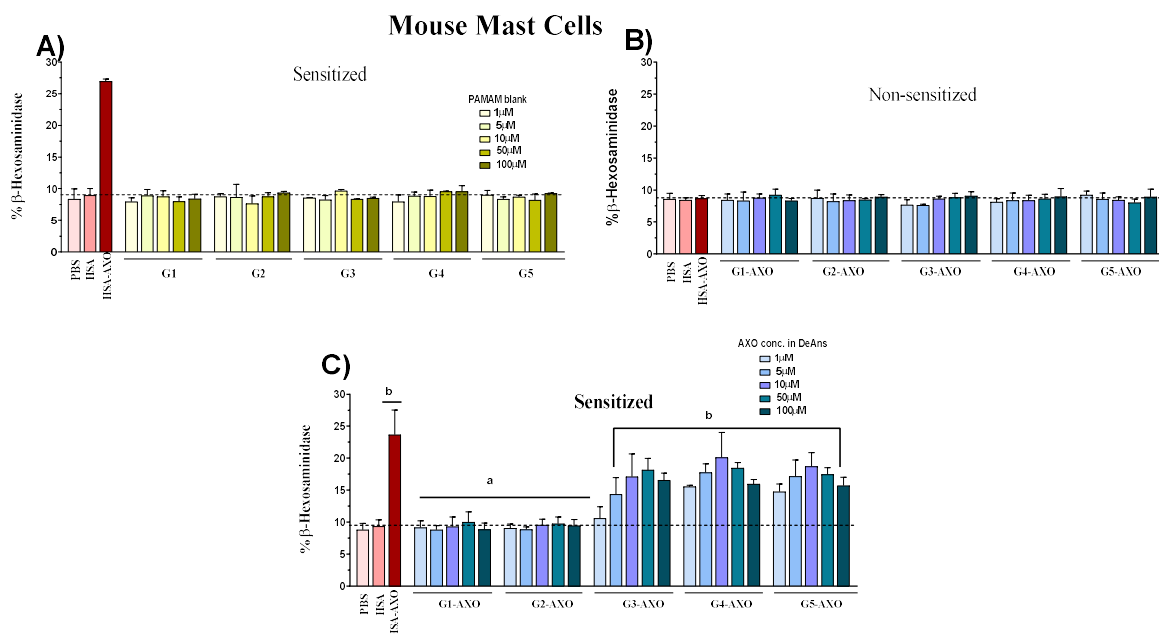 Mouse Mast Cells
A)
Sensitized
% β-Hexosaminidase
30
25
20
15
10
5
0
PAMAM blank
1μM
5μM
10μM
50μM
100μM
PBS
HSA
HSA-AXO
G1
G2
G3
G4
G5
B)
Non-sensitized
% β-Hexosaminidase
30
25
20
15
10
5
0
PBS
HSA
HSA-AXO
G1-AXO
G2-AXO
G3-AXO
G4-AXO
G5-AXO
C)
Sensitized
% β-Hexosaminidase
30
25
20
15
10
5
0
AXO conc. in DeAns
1μM
5μM
10μM
50μM
100μM
b
a
b
PBS
HSA
ISA-AXO
G1-AXO
G2-AXO
G3-AXO
G4-AXO
G5-AXO